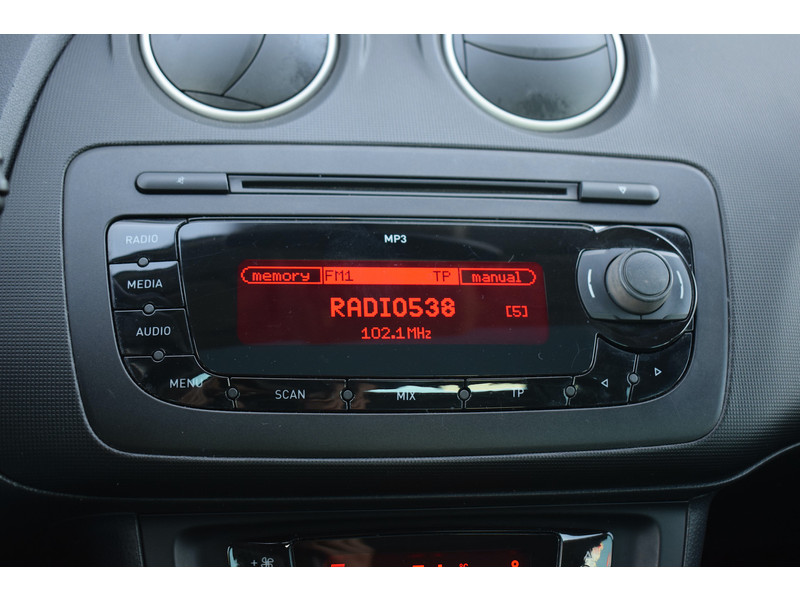 MP3
RADIO
MEDIA
AUDIO
MENU
memory FM1 TP manual
RADIO538 [5]
102.1MHz
SCAN MIX TP